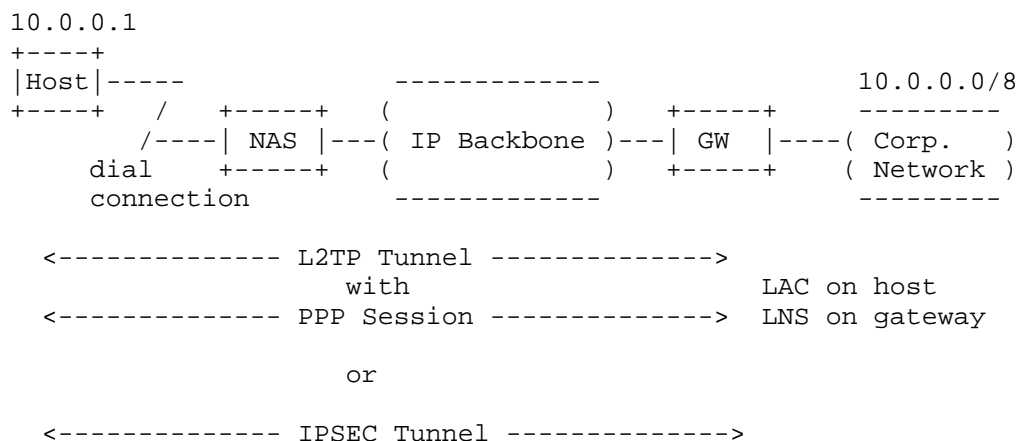 10.0.0.1
+----+
|Host|-----              -------------                10.0.0.0/8
+----+   /   +-----+   (             )   +-----+     ---------
      /----| NAS |---( IP Backbone )---| GW  |----( Corp.   )
     dial    +-----+   (             )   +-----+    ( Network )
     connection         -------------                ---------
<-------------- L2TP Tunnel -------------->
with                          LAC on host
<-------------- PPP Session -------------->  LNS on gateway
or
<-------------- IPSEC Tunnel -------------->